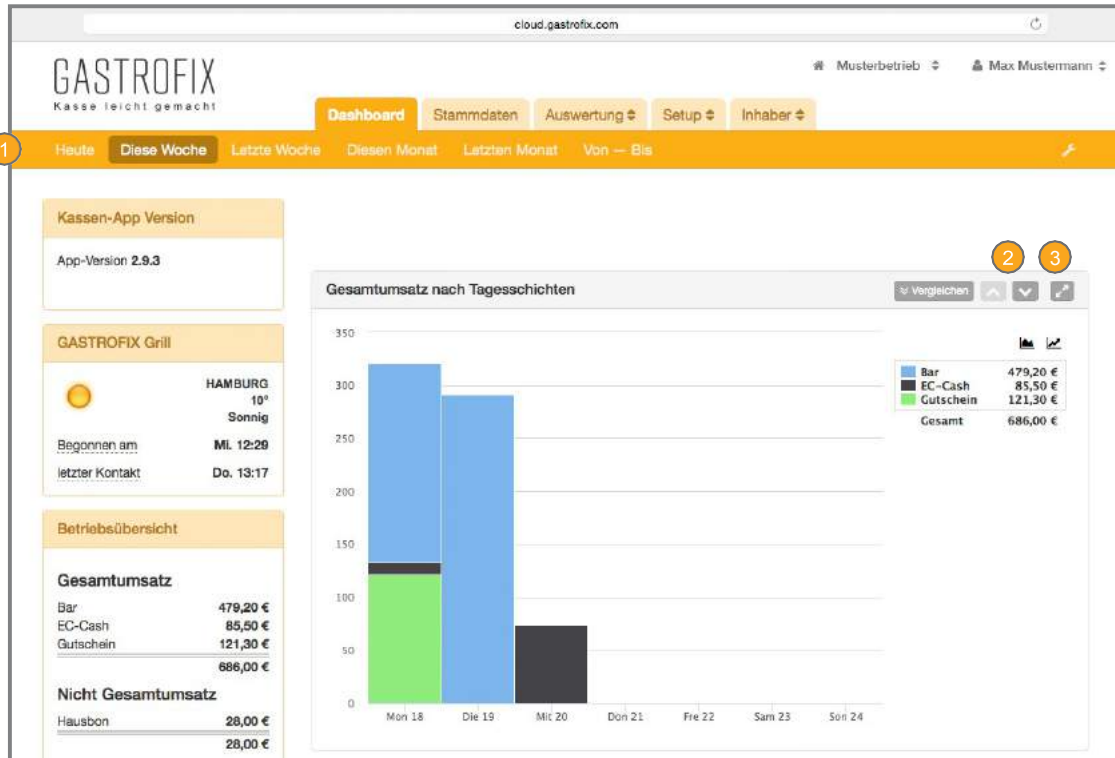 cloud.gastrofix.com
GASTROFIX
Kasse leicht gemacht
Musterbetrieb
Max Mustermann
Dashboard Stammdaten Auswertung Setup Inhaber
1 Heute Diese Woche Letzte Woche Diesen Monat Letzten Monat Von — Bis
Kassen-App Version
App-Version 2.9.3
GASTROFIX Grill
HAMBURG
10°
Sonnig
Begonnen am Mi. 12:29
letzter Kontakt Do. 13:17
Betriebsübersicht
Gesamtumsatz
Bar 479,20 €
EC-Cash 85,50 €
Gutschein 121,30 €
686,00 €
Nicht Gesamtumsatz
Hausbon 28,00 €
28,00 €
2 3
Gesamtumsatz nach Tagesschichten
Vergleichen
350
300
250
200
150
100
50
0
Mon 18 Die 19 Mit 20 Don 21 Fre 22 Sam 23 Son 24
Bar 479,20 €
EC-Cash 85,50 €
Gutschein 121,30 €
Gesamt 686,00 €